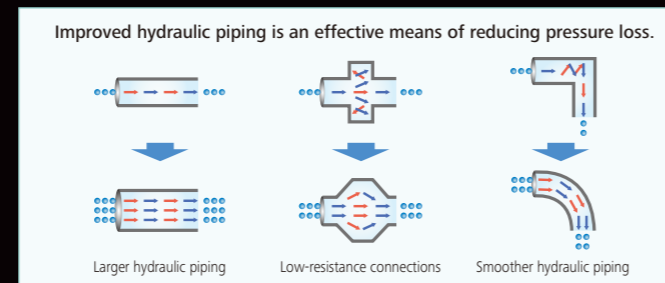 Improved hydraulic piping is an effective means of reducing pressure loss.
Larger hydraulic piping
Low-resistance connections
Smoother hydraulic piping